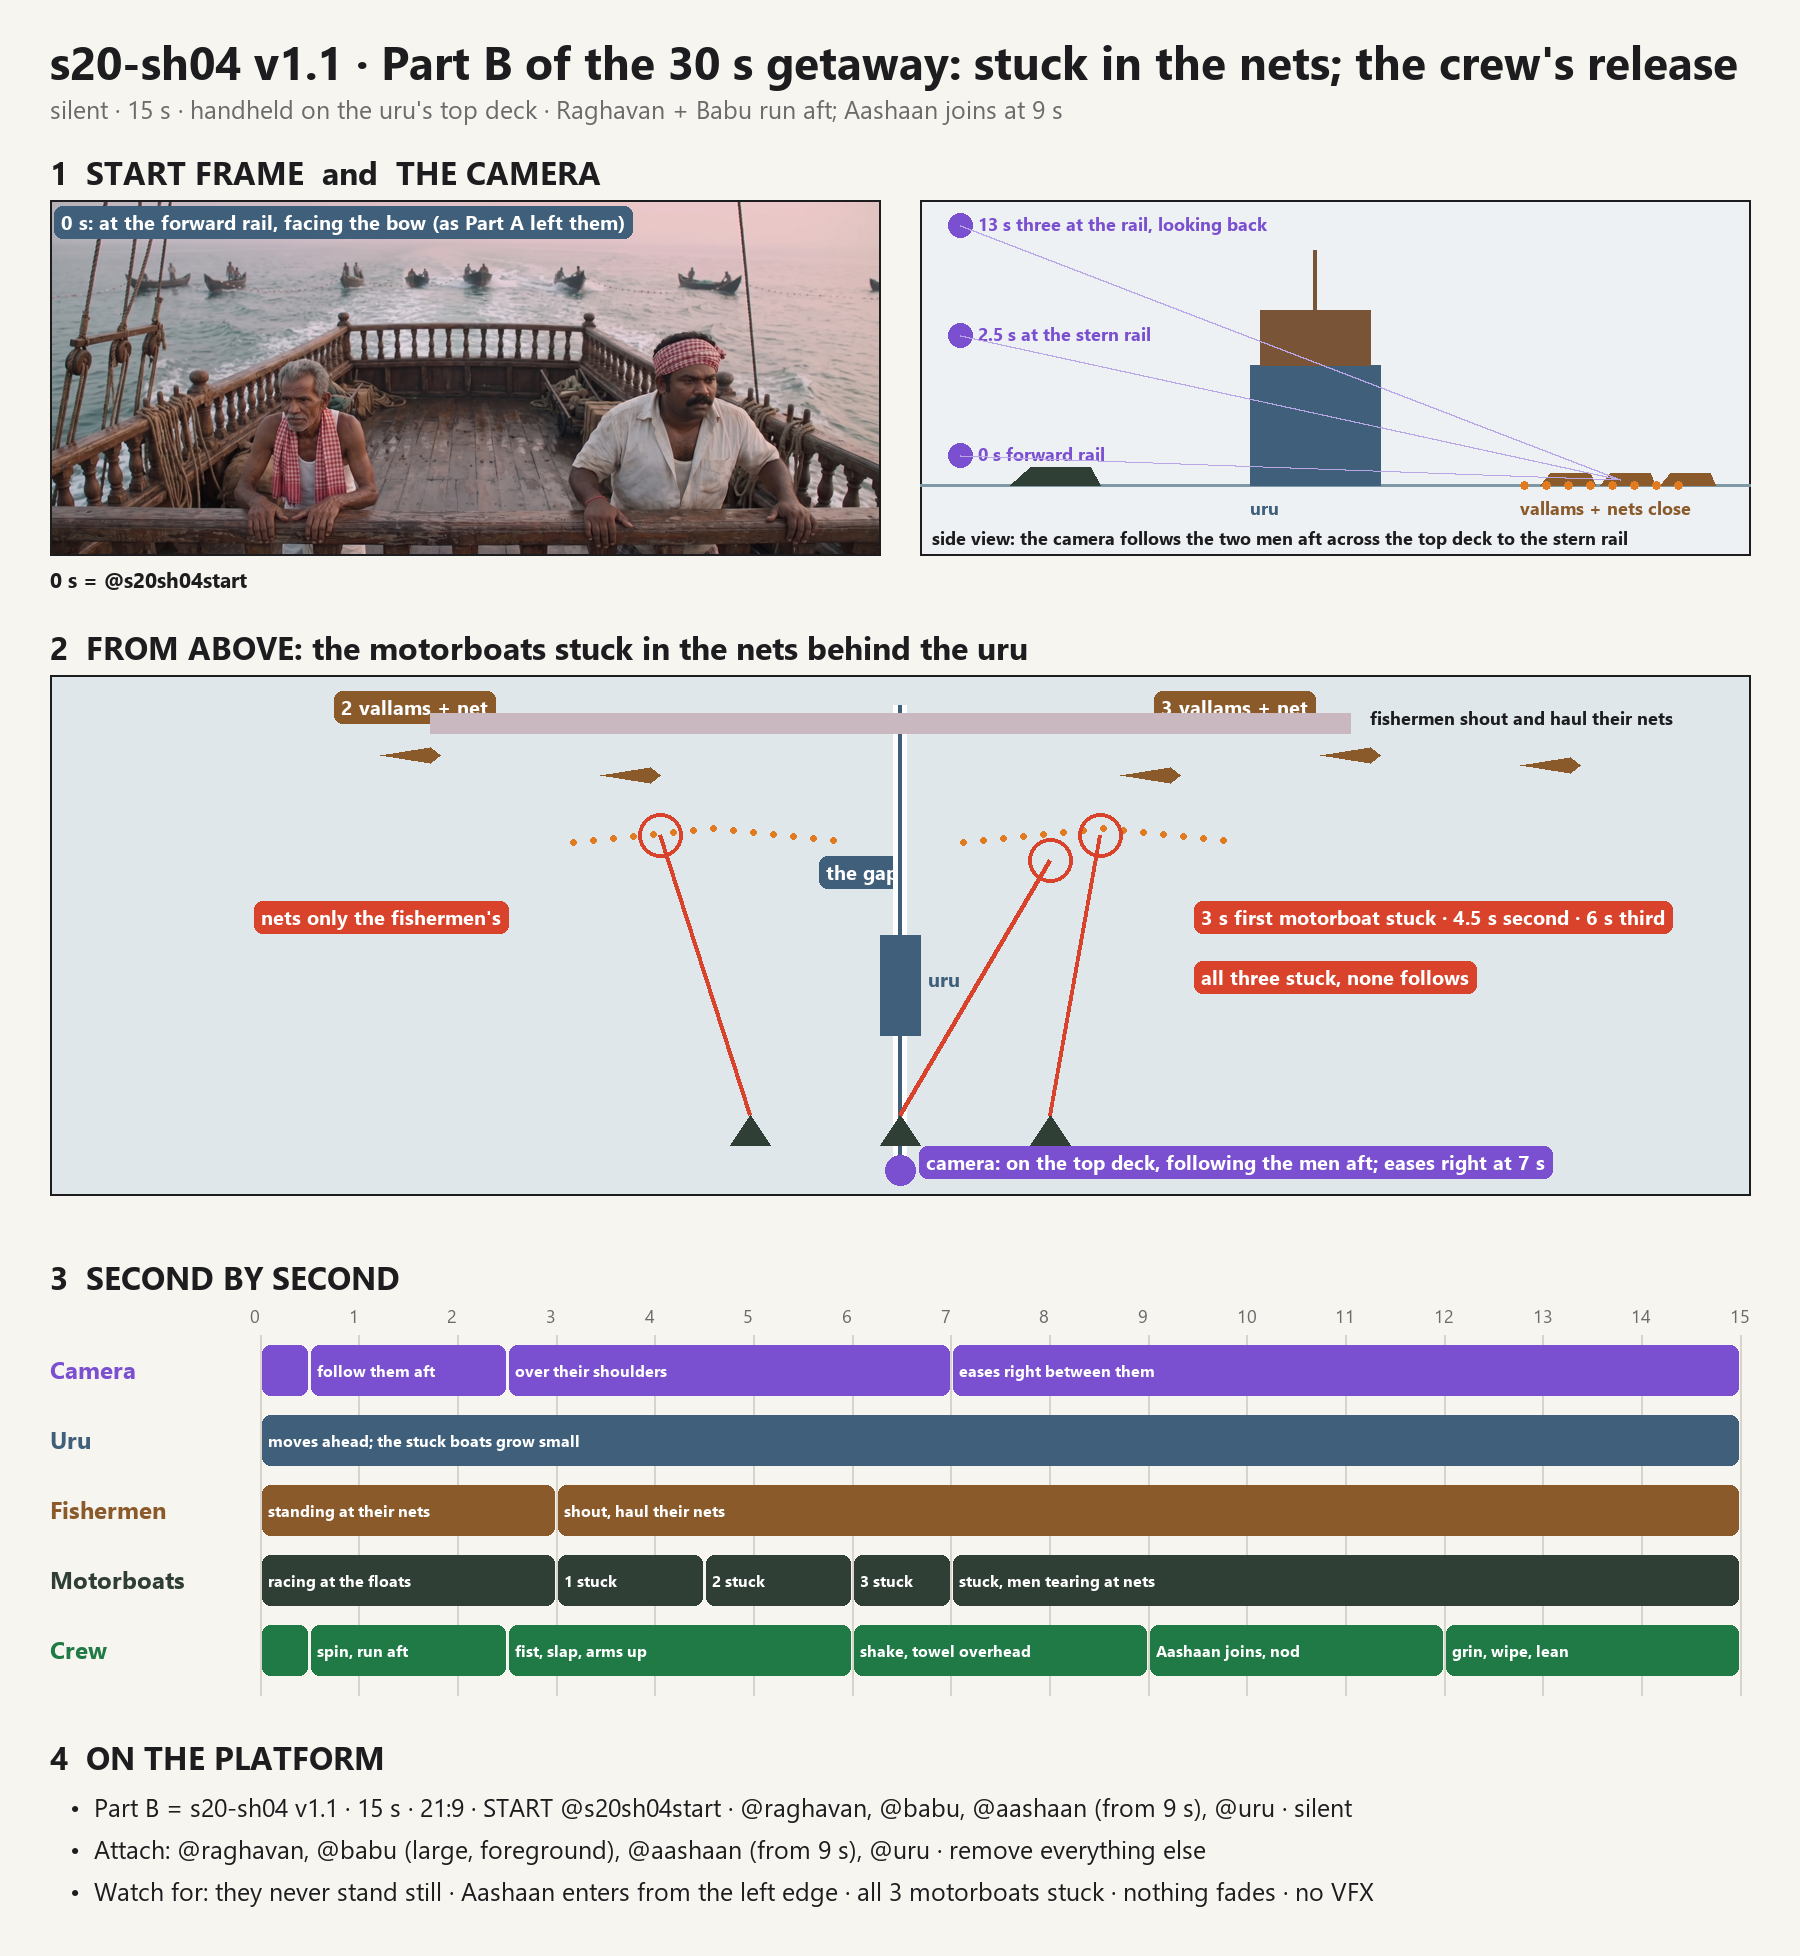 s20-sh04 v1.1 · Part B of the 30 s getaway: stuck in the nets; the crew's release
silent · 15 s · handheld on the uru's top deck · Raghavan + Babu run aft; Aashaan joins at 9 s
1 START FRAME and THE CAMERA
0 s: at the forward rail, facing the bow (as Part A left them)
0 s = @s20sh04start
13 s three at the rail, looking back
2.5 s at the stern rail
0 s forward rail
uru
vallams + nets close
side view: the camera follows the two men aft across the top deck to the stern rail
2 FROM ABOVE: the motorboats stuck in the nets behind the uru
2 vallams + net
3 vallams + net
fishermen shout and haul their nets
the gap
nets only the fishermen's
3 s first motorboat stuck · 4.5 s second · 6 s third
uru
all three stuck, none follows
camera: on the top deck, following the men aft; eases right at 7 s
3 SECOND BY SECOND
0 1 2 3 4 5 6 7 8 9 10 11 12 13 14 15
Camera
follow them aft
over their shoulders
eases right between them
Uru
moves ahead; the stuck boats grow small
Fishermen
standing at their nets
shout, haul their nets
Motorboats
racing at the floats
1 stuck
2 stuck
3 stuck
stuck, men tearing at nets
Crew
spin, run aft
fist, slap, arms up
shake, towel overhead
Aashaan joins, nod
grin, wipe, lean
4 ON THE PLATFORM
• Part B = s20-sh04 v1.1 · 15 s · 21:9 · START @s20sh04start · @raghavan, @babu, @aashaan (from 9 s), @uru · silent
• Attach: @raghavan, @babu (large, foreground), @aashaan (from 9 s), @uru · remove everything else
• Watch for: they never stand still · Aashaan enters from the left edge · all 3 motorboats stuck · nothing fades · no VFX